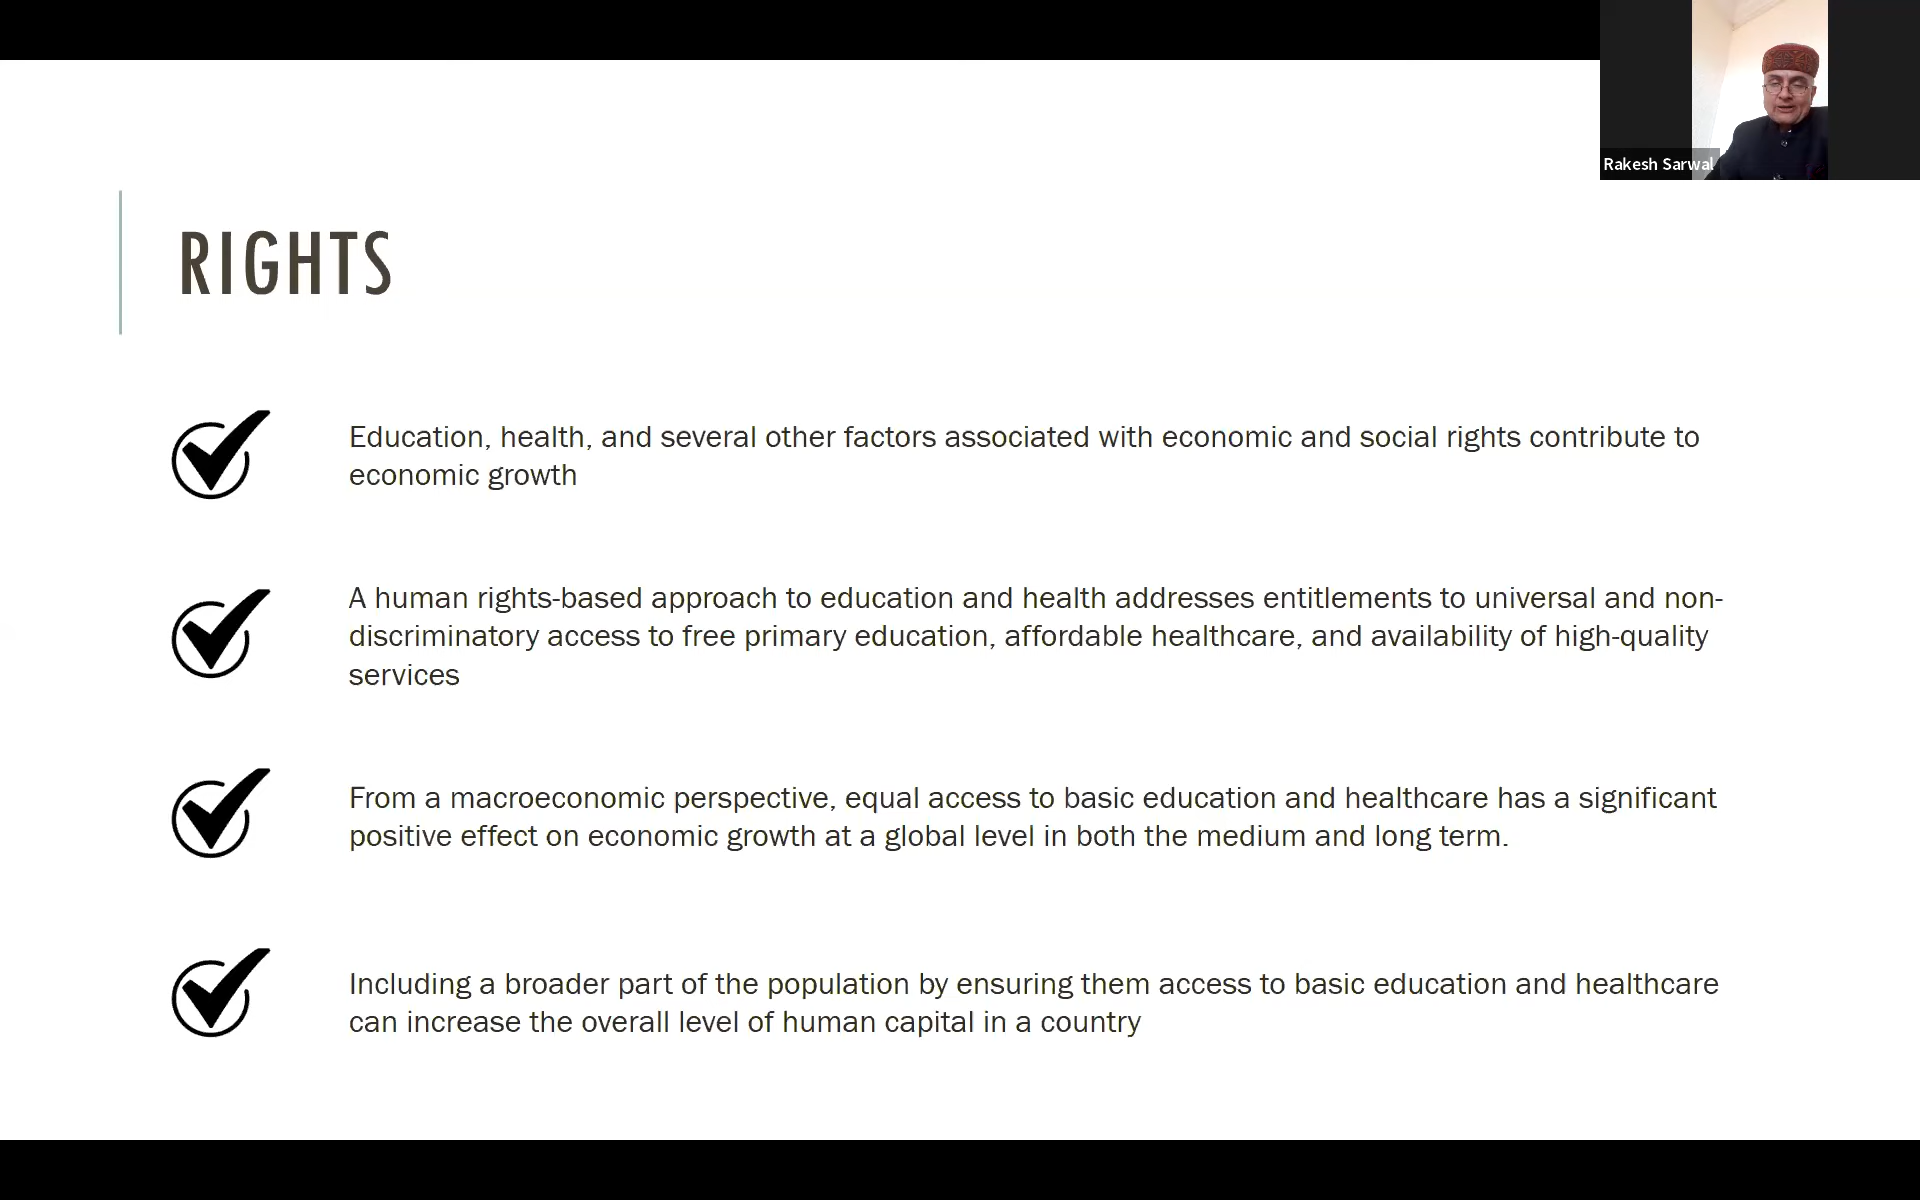 Rakesh Sarwal
RIGHTS
Education, health, and several other factors associated with economic and social rights contribute to
economic growth
A human rights-based approach to education and health addresses entitlements to universal and non-
discriminatory access to free primary education, affordable healthcare, and availability of high-quality
services
From a macroeconomic perspective, equal access to basic education and healthcare has a significant
positive effect on economic growth at a global level in both the medium and long term.
Including a broader part of the population by ensuring them access to basic education and healthcare
can increase the overall level of human capital in a country